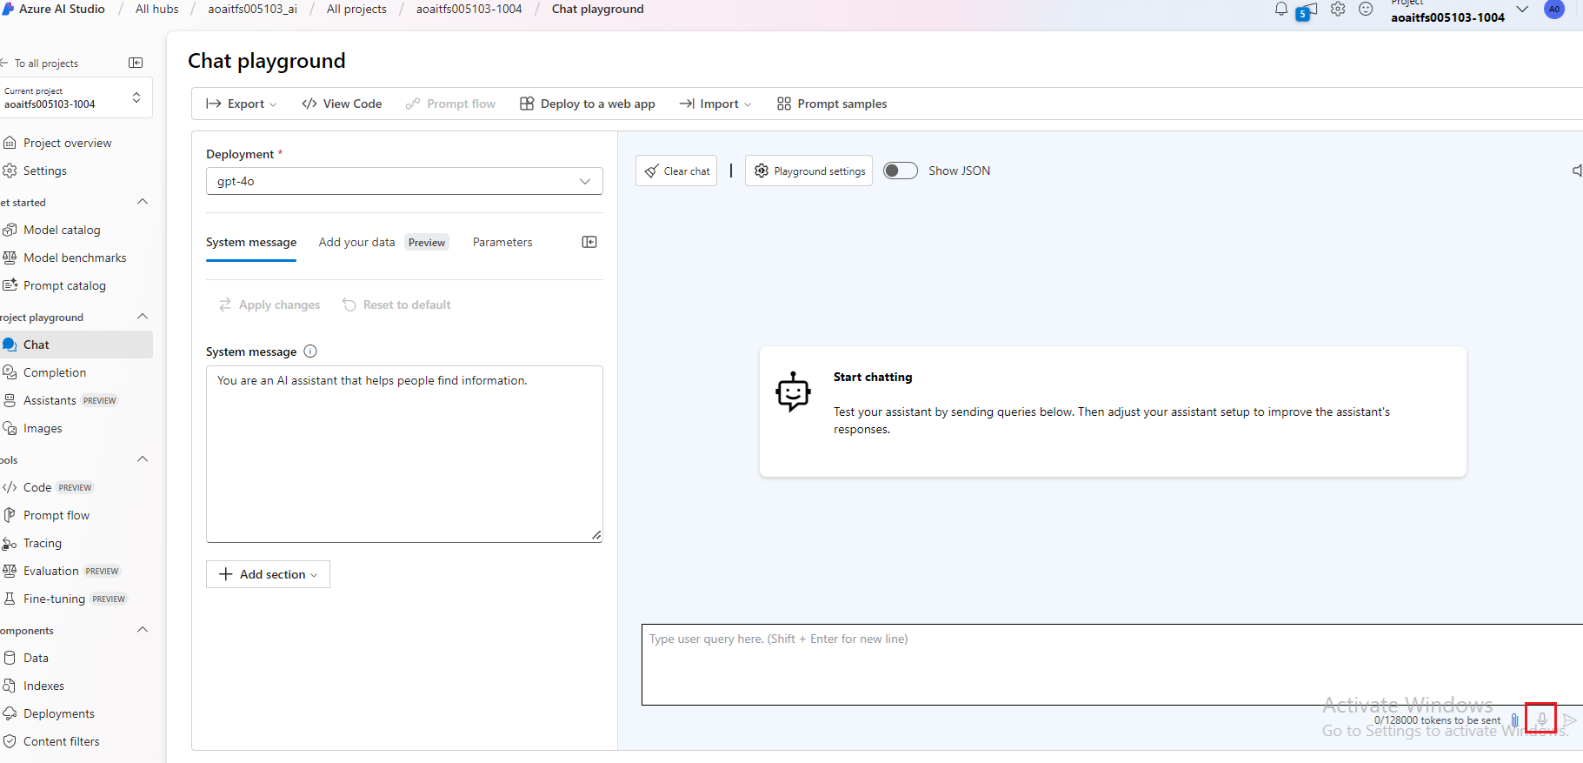 Azure AI Studio / All hubs / aoaitfs005103_ai / All projects / aoaitfs005103-1004 / Chat playground
5
Project
aoaitfs005103-1004
AO
To all projects
Current project
aoaitfs005103-1004
Project overview
Settings
et started
Model catalog
Model benchmarks
Prompt catalog
roject playground
Chat
Completion
Assistants PREVIEW
Images
ools
Code PREVIEW
Prompt flow
Tracing
Evaluation PREVIEW
Fine-tuning PREVIEW
omponents
Data
Indexes
Deployments
Content filters
Chat playground
Export
View Code
Prompt flow
Deploy to a web app
Import
Prompt samples
Deployment *
gpt-4o
System message
Add your data Preview
Parameters
Apply changes
Reset to default
System message
You are an AI assistant that helps people find information.
Add section
Clear chat
Playground settings
Show JSON
Start chatting
Test your assistant by sending queries below. Then adjust your assistant setup to improve the assistant's
responses.
Type user query here. (Shift + Enter for new line)
Activate Windows
0/128000 tokens to be sent
Go to Settings to activate Windows.